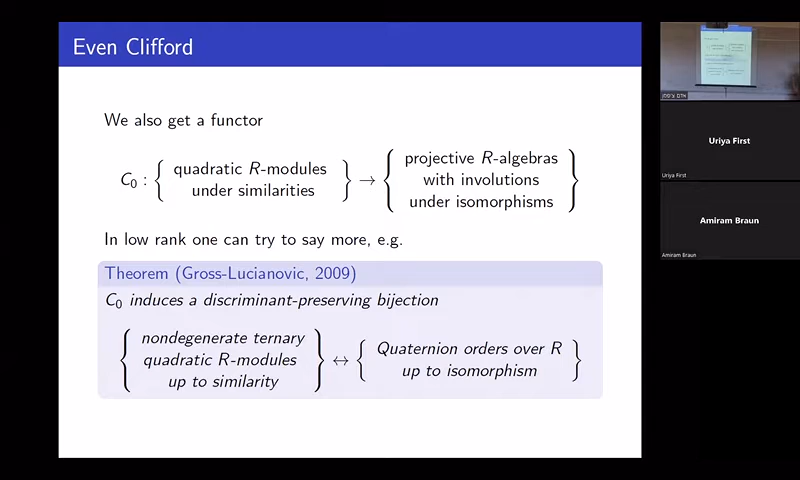 Even Clifford
We also get a functor
C₀ : { quadratic R-modules under similarities } → { projective R-algebras with involutions under isomorphisms }
In low rank one can try to say more, e.g.
Theorem (Gross-Lucianovic, 2009)
C₀ induces a discriminant-preserving bijection
{ nondegenerate ternary quadratic R-modules up to similarity } ↔ { Quaternion orders over R up to isomorphism }
Uriya First
Uriya First
Amiram Braun
Amiram Braun